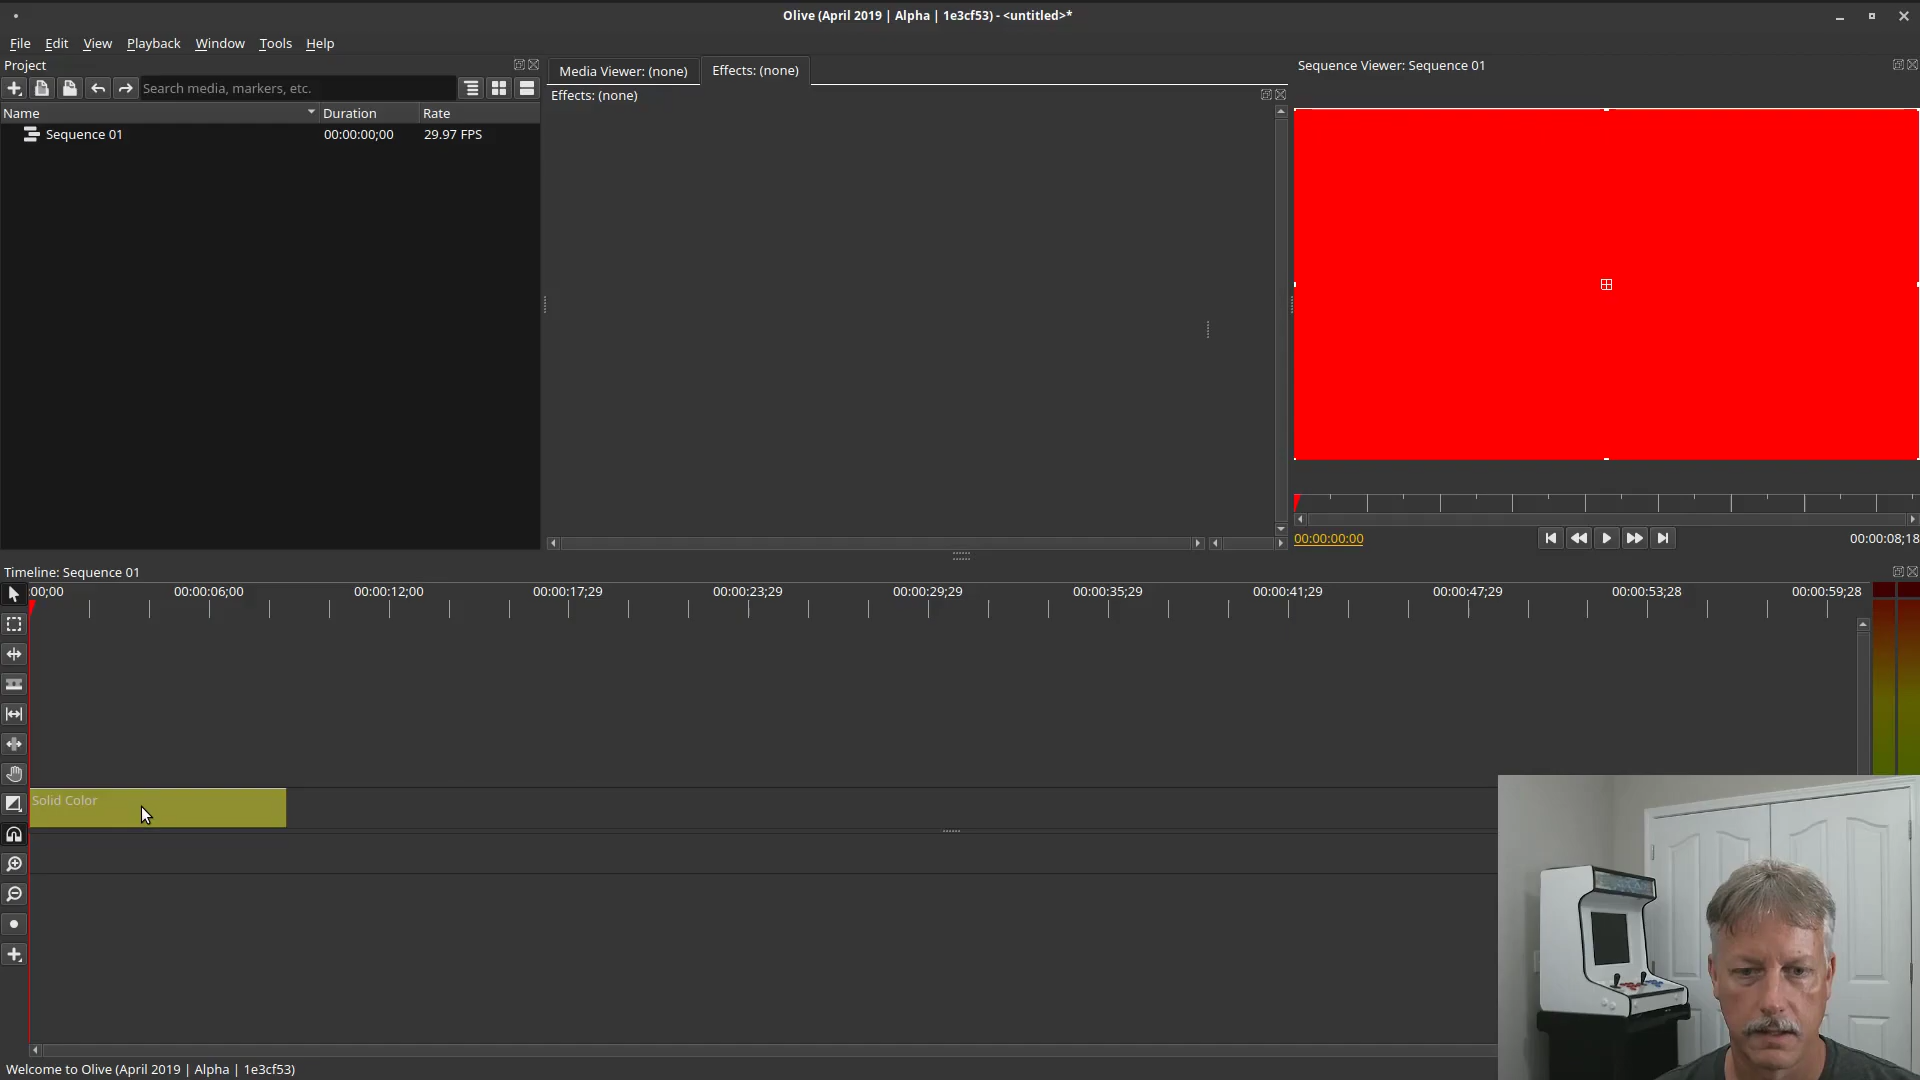 Olive (April 2019 | Alpha | 1e3cf53) - <untitled>*
File Edit View Playback Window Tools Help
Project
Search media, markers, etc.
Name Duration Rate
Sequence 01 00:00:00;00 29.97 FPS
Media Viewer: (none) Effects: (none)
Effects: (none)
Sequence Viewer: Sequence 01
00:00:00;00 00:00:08;18
Timeline: Sequence 01
:00;00 00:00:06;00 00:00:12;00 00:00:17;29 00:00:23;29 00:00:29;29 00:00:35;29 00:00:41;29 00:00:47;29 00:00:53;28 00:00:59;28
Solid Color
Welcome to Olive (April 2019 | Alpha | 1e3cf53)